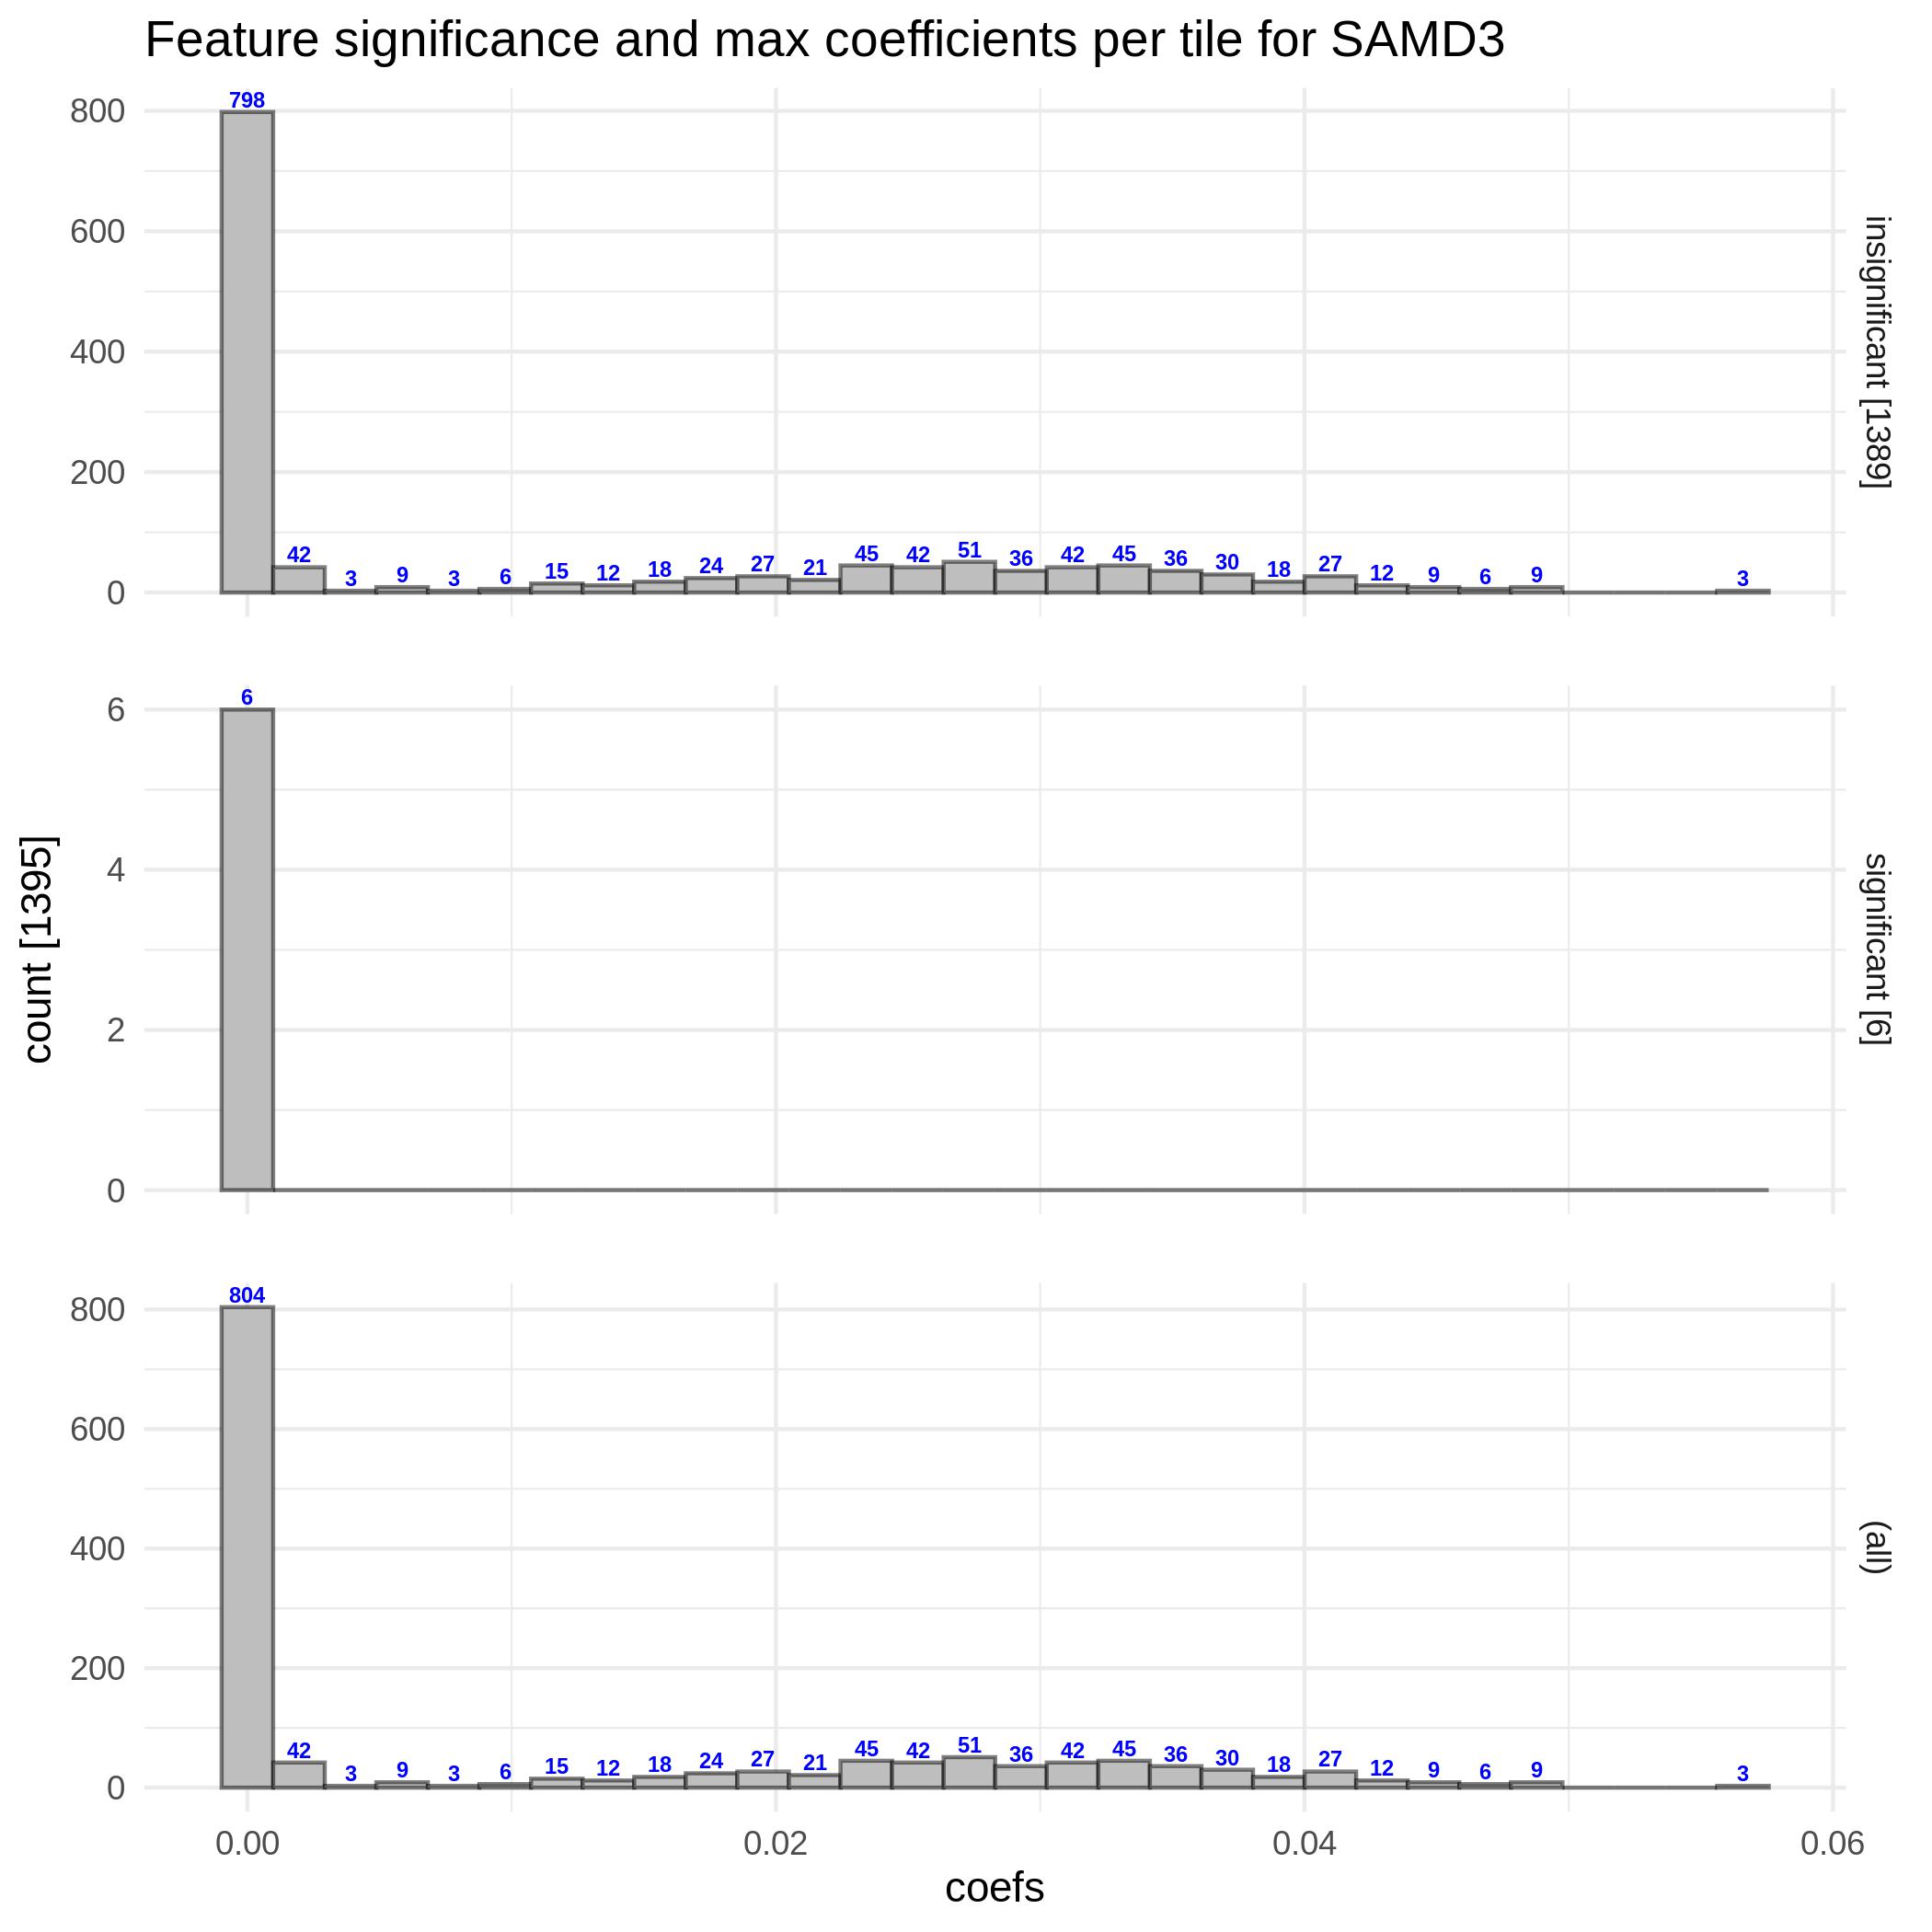 Feature significance and max coefficients per tile for SAMD3
798
800
600
400
200
0
42 3 9 3 6 15 12 18 24 27 21 45 42 51 36 42 45 36 30 18 27 12 9 6 9 3
insignificant [1389]
6
6
4
2
0
significant [6]
count [1395]
804
800
600
400
200
0
42 3 9 3 6 15 12 18 24 27 21 45 42 51 36 42 45 36 30 18 27 12 9 6 9 3
(all)
0.00 0.02 0.04 0.06
coefs